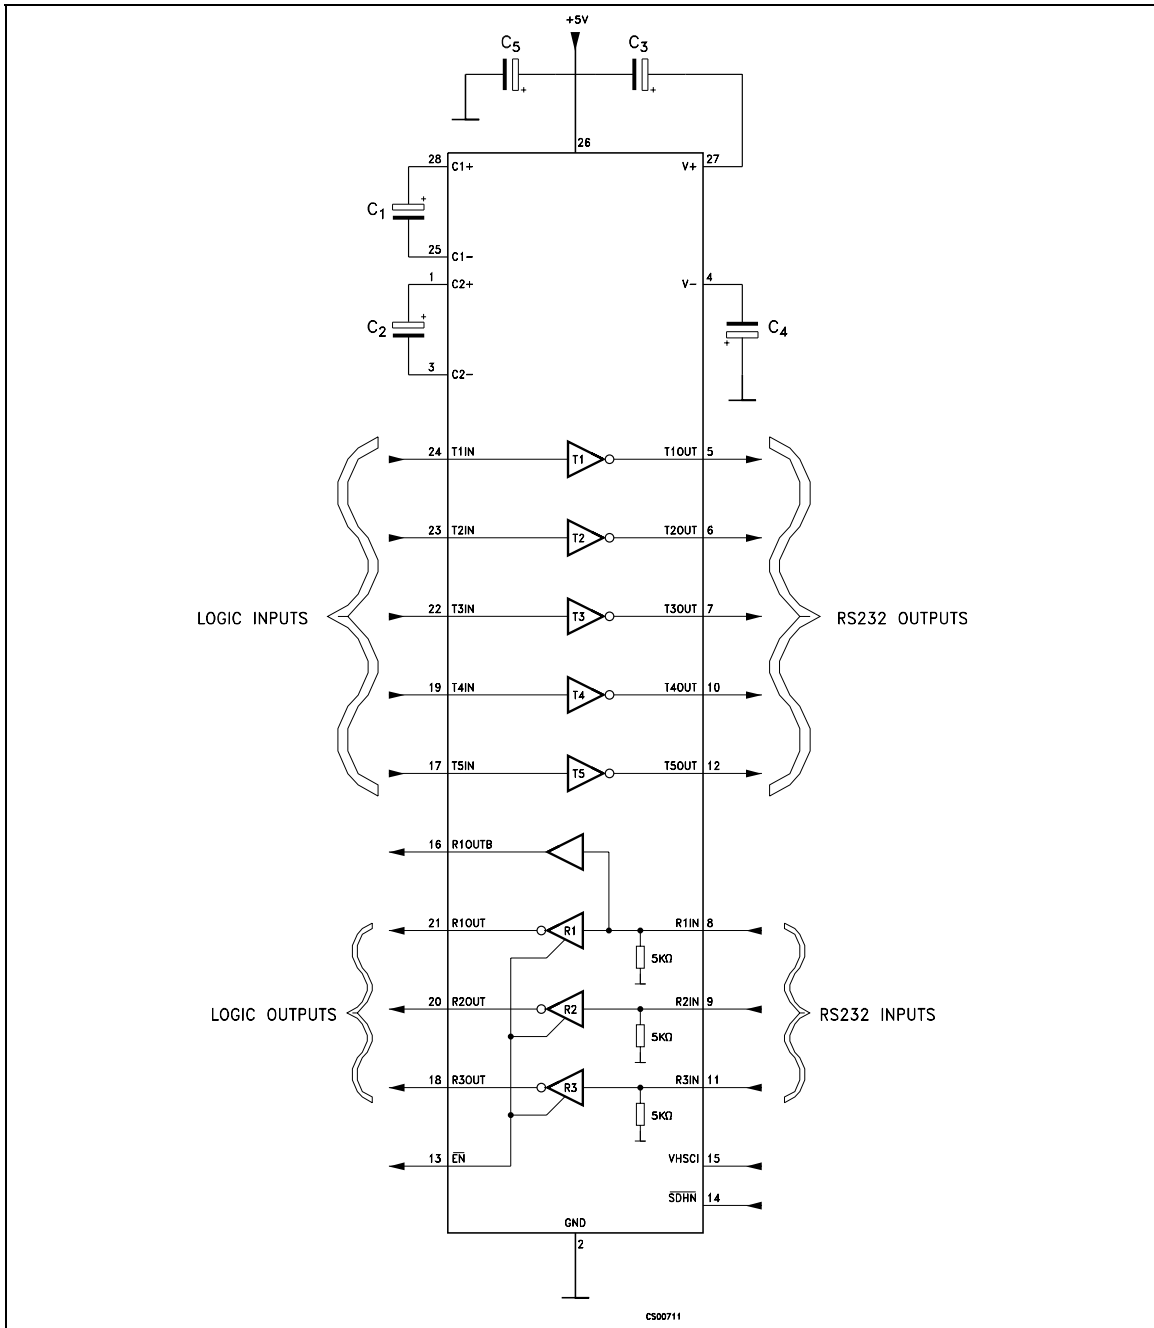 +5V
C5 C3
+ +
26
28 C1+ V+ 27
C1 +
25 C1-
1 C2+ V- 4
C2 + C4 +
3 C2-
24 T1IN T1 T1OUT 5
23 T2IN T2 T2OUT 6
LOGIC INPUTS 22 T3IN T3 T3OUT 7 RS232 OUTPUTS
19 T4IN T4 T4OUT 10
17 T5IN T5 T5OUT 12
16 R1OUTB
21 R1OUT R1 R1IN 8
5KΩ
LOGIC OUTPUTS 20 R2OUT R2 R2IN 9 RS232 INPUTS
5KΩ
18 R3OUT R3 R3IN 11
5KΩ
13 E̅N̅ VHSCI 15
S̅D̅H̅N̅ 14
GND
2
CS00711